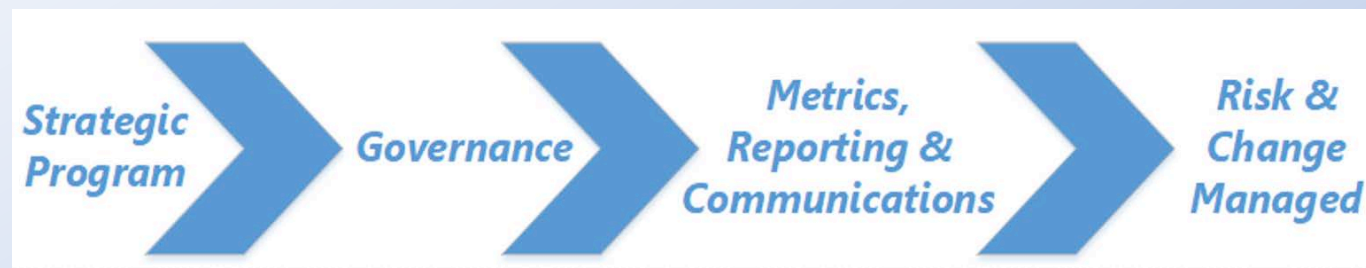 Strategic
Program
Governance
Metrics,
Reporting &
Communications
Risk &
Change
Managed